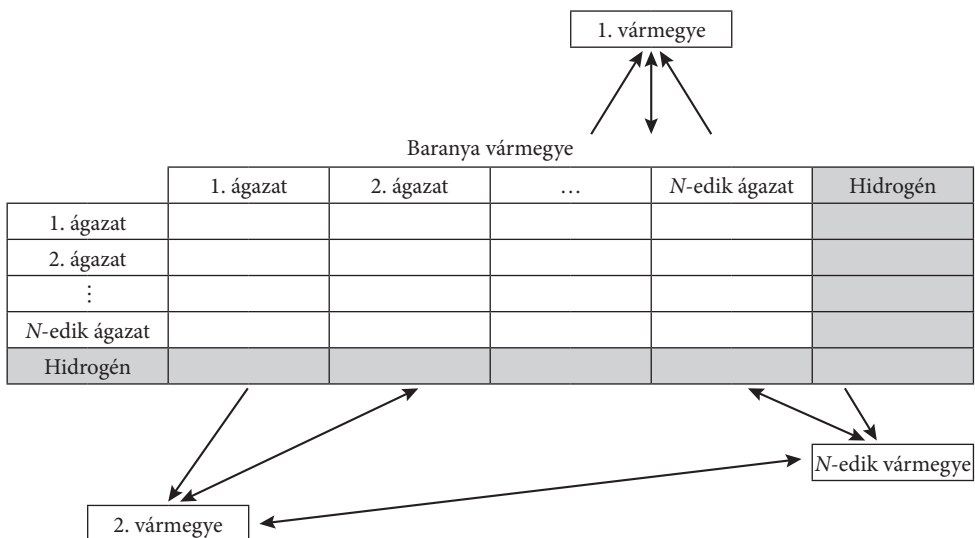 1. vármegye
Baranya vármegye
1. ágazat 2. ágazat … N-edik ágazat Hidrogén
1. ágazat
2. ágazat
⋮
N-edik ágazat
Hidrogén
N-edik vármegye
2. vármegye